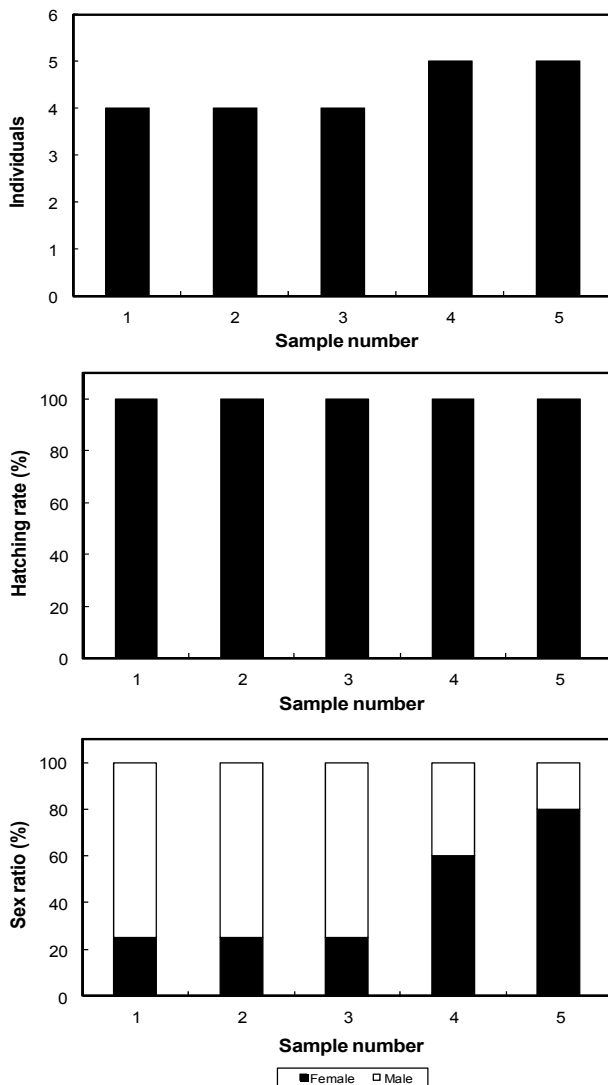 Individuals
6
5
4
3
2
1
0
1 2 3 4 5
Sample number
Hatching rate (%)
100
80
60
40
20
0
1 2 3 4 5
Sample number
Sex ratio (%)
100
80
60
40
20
0
1 2 3 4 5
Sample number
Female Male